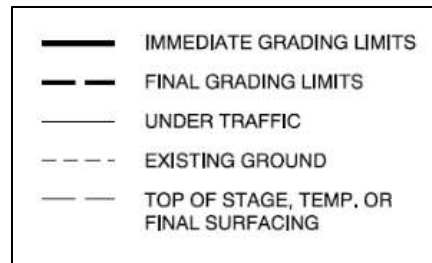 IMMEDIATE GRADING LIMITS
FINAL GRADING LIMITS
UNDER TRAFFIC
EXISTING GROUND
TOP OF STAGE, TEMP. OR
FINAL SURFACING